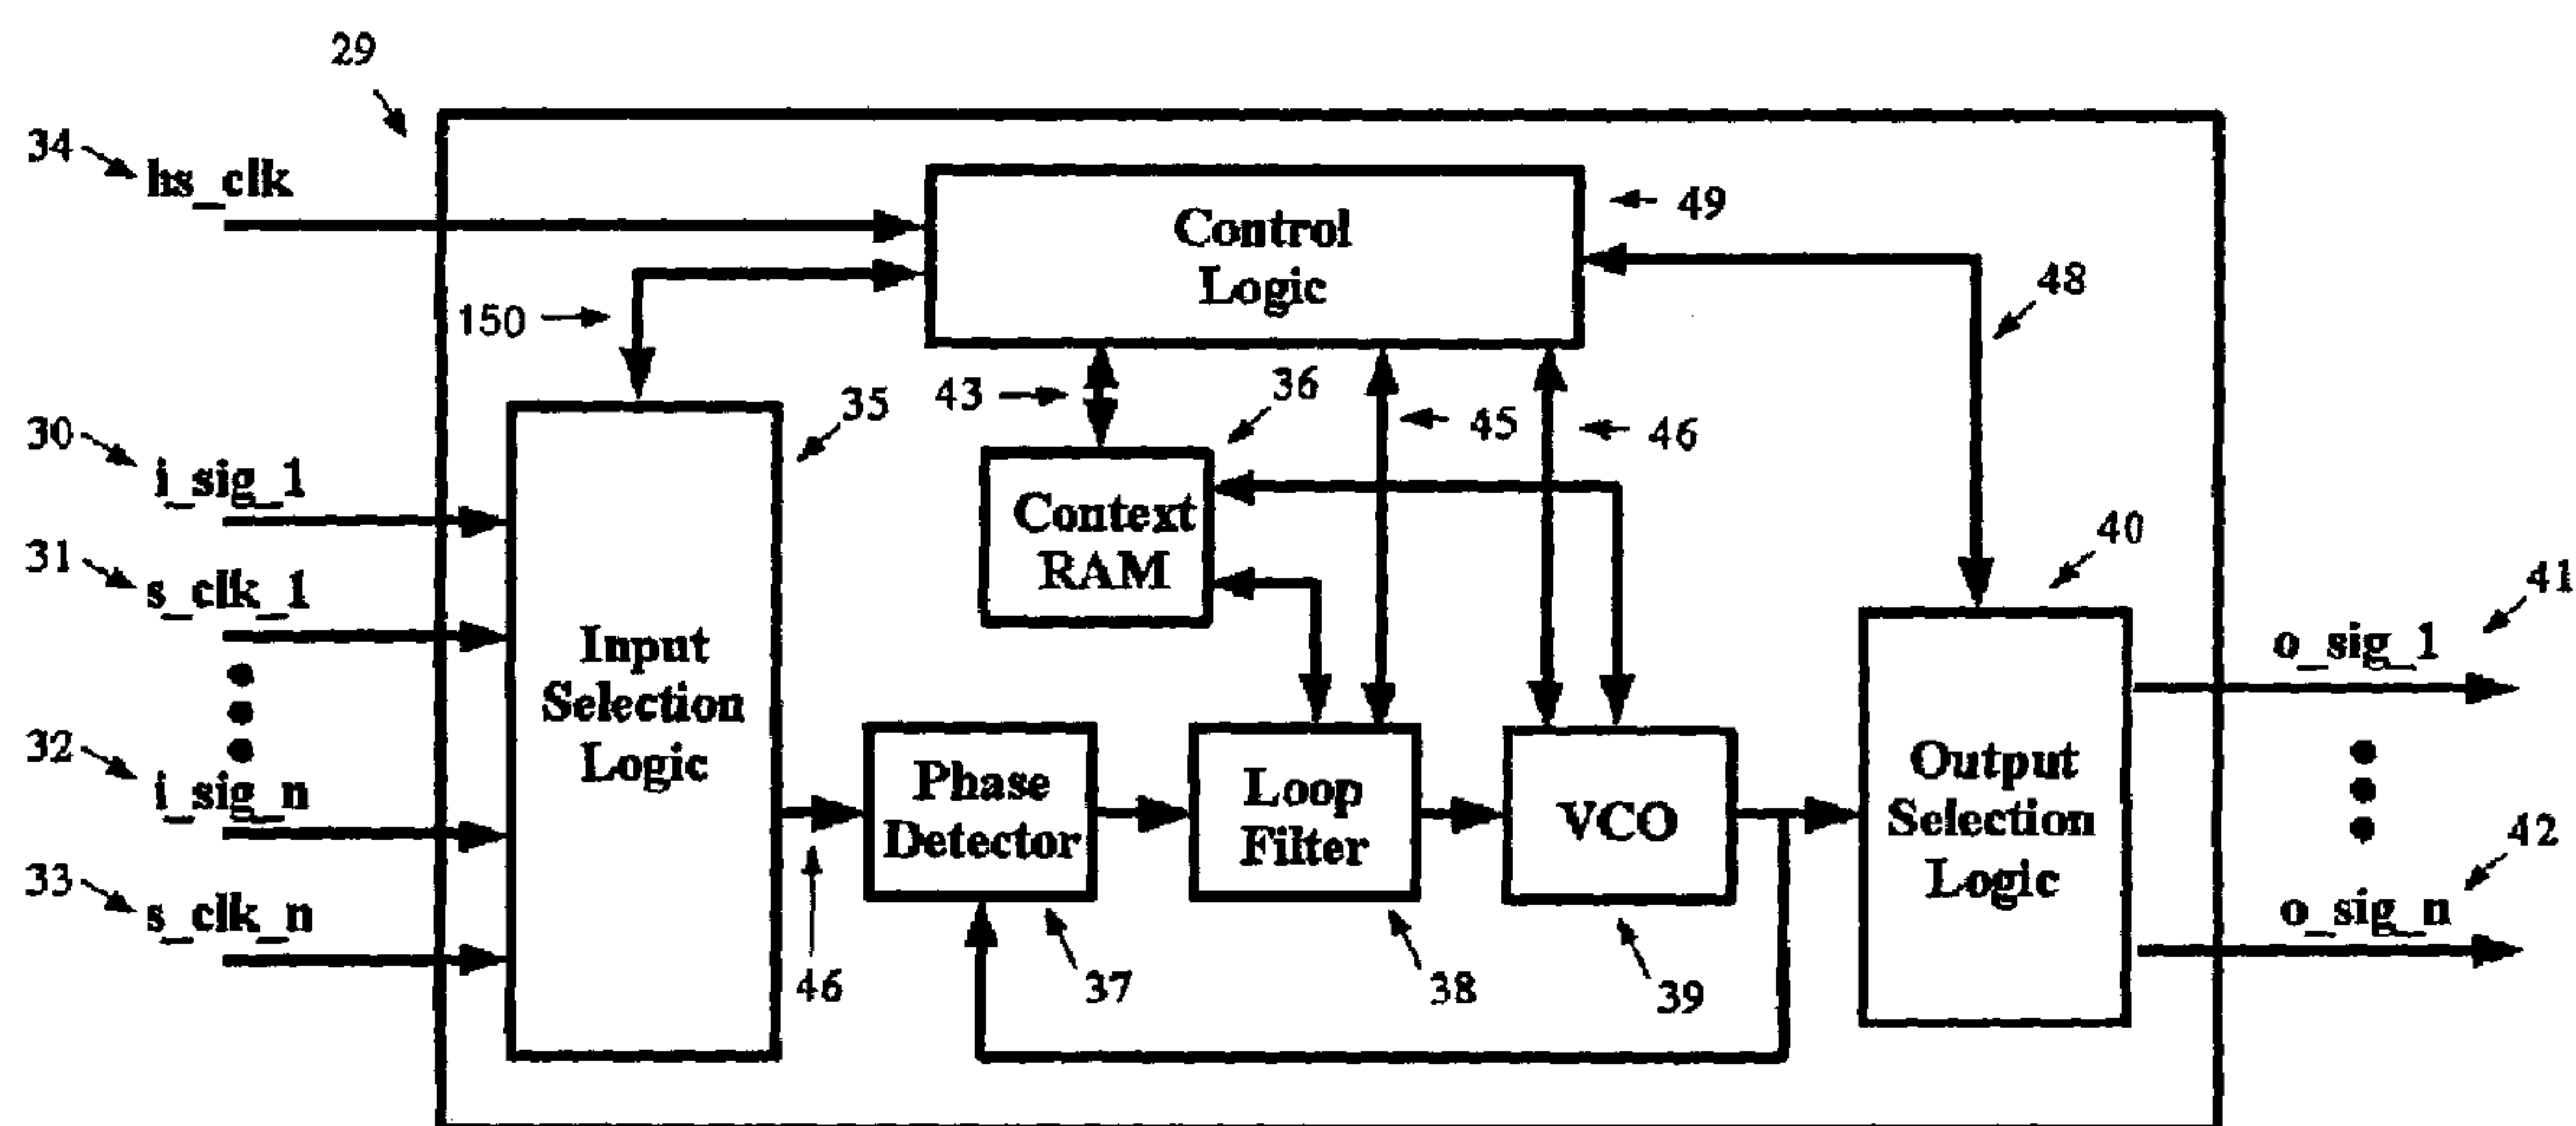 29
34
hs_clk
Control
Logic
49
48
150
43
36
45
46
35
30
i_sig_1
31
s_clk_1
32
i_sig_n
33
s_clk_n
Input
Selection
Logic
Context
RAM
40
41
o_sig_1
Phase
Detector
Loop
Filter
VCO
Output
Selection
Logic
42
o_sig_n
46
37
38
39